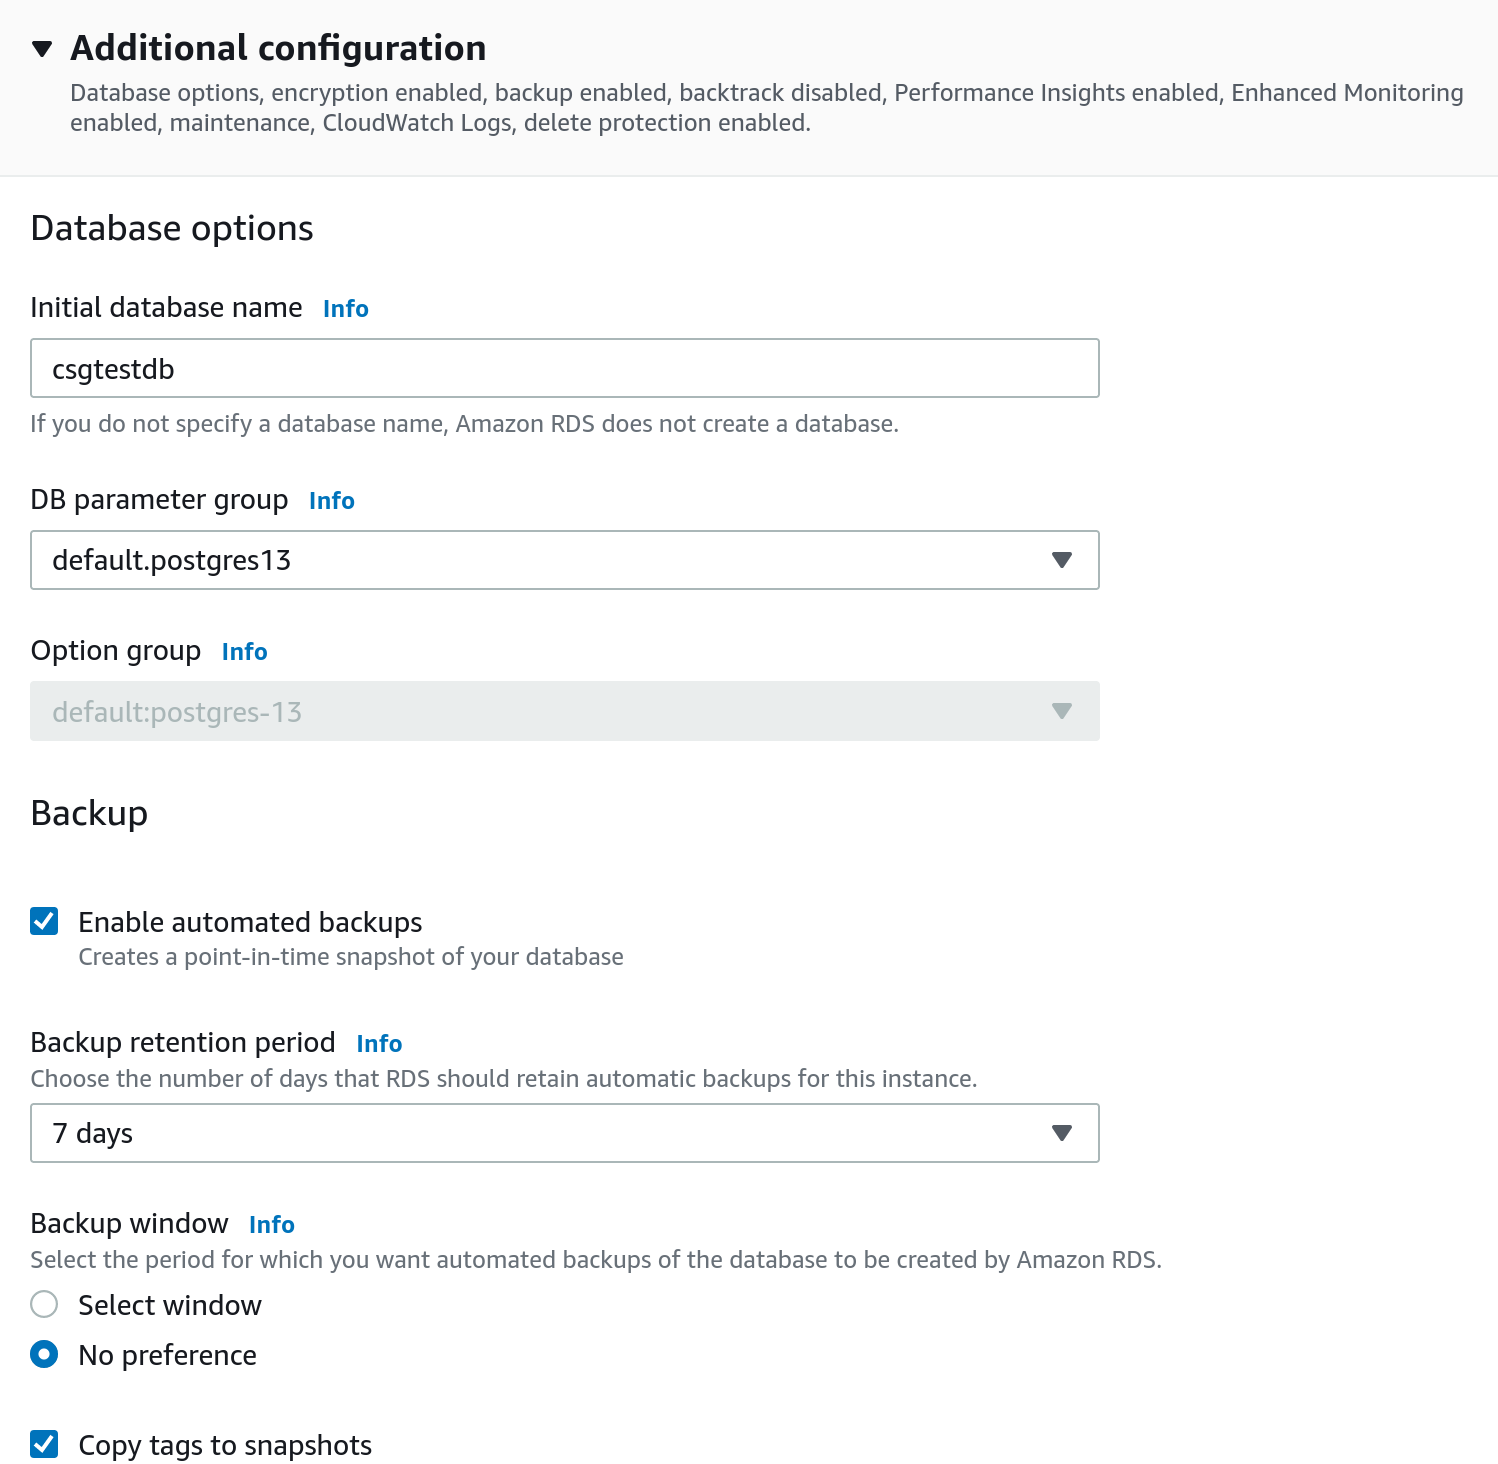 Additional configuration
Database options, encryption enabled, backup enabled, backtrack disabled, Performance Insights enabled, Enhanced Monitoring
enabled, maintenance, CloudWatch Logs, delete protection enabled.
Database options
Initial database name Info
csgtestdb
If you do not specify a database name, Amazon RDS does not create a database.
DB parameter group Info
default.postgres13
Option group Info
default:postgres-13
Backup
Enable automated backups
Creates a point-in-time snapshot of your database
Backup retention period Info
Choose the number of days that RDS should retain automatic backups for this instance.
7 days
Backup window Info
Select the period for which you want automated backups of the database to be created by Amazon RDS.
Select window
No preference
Copy tags to snapshots